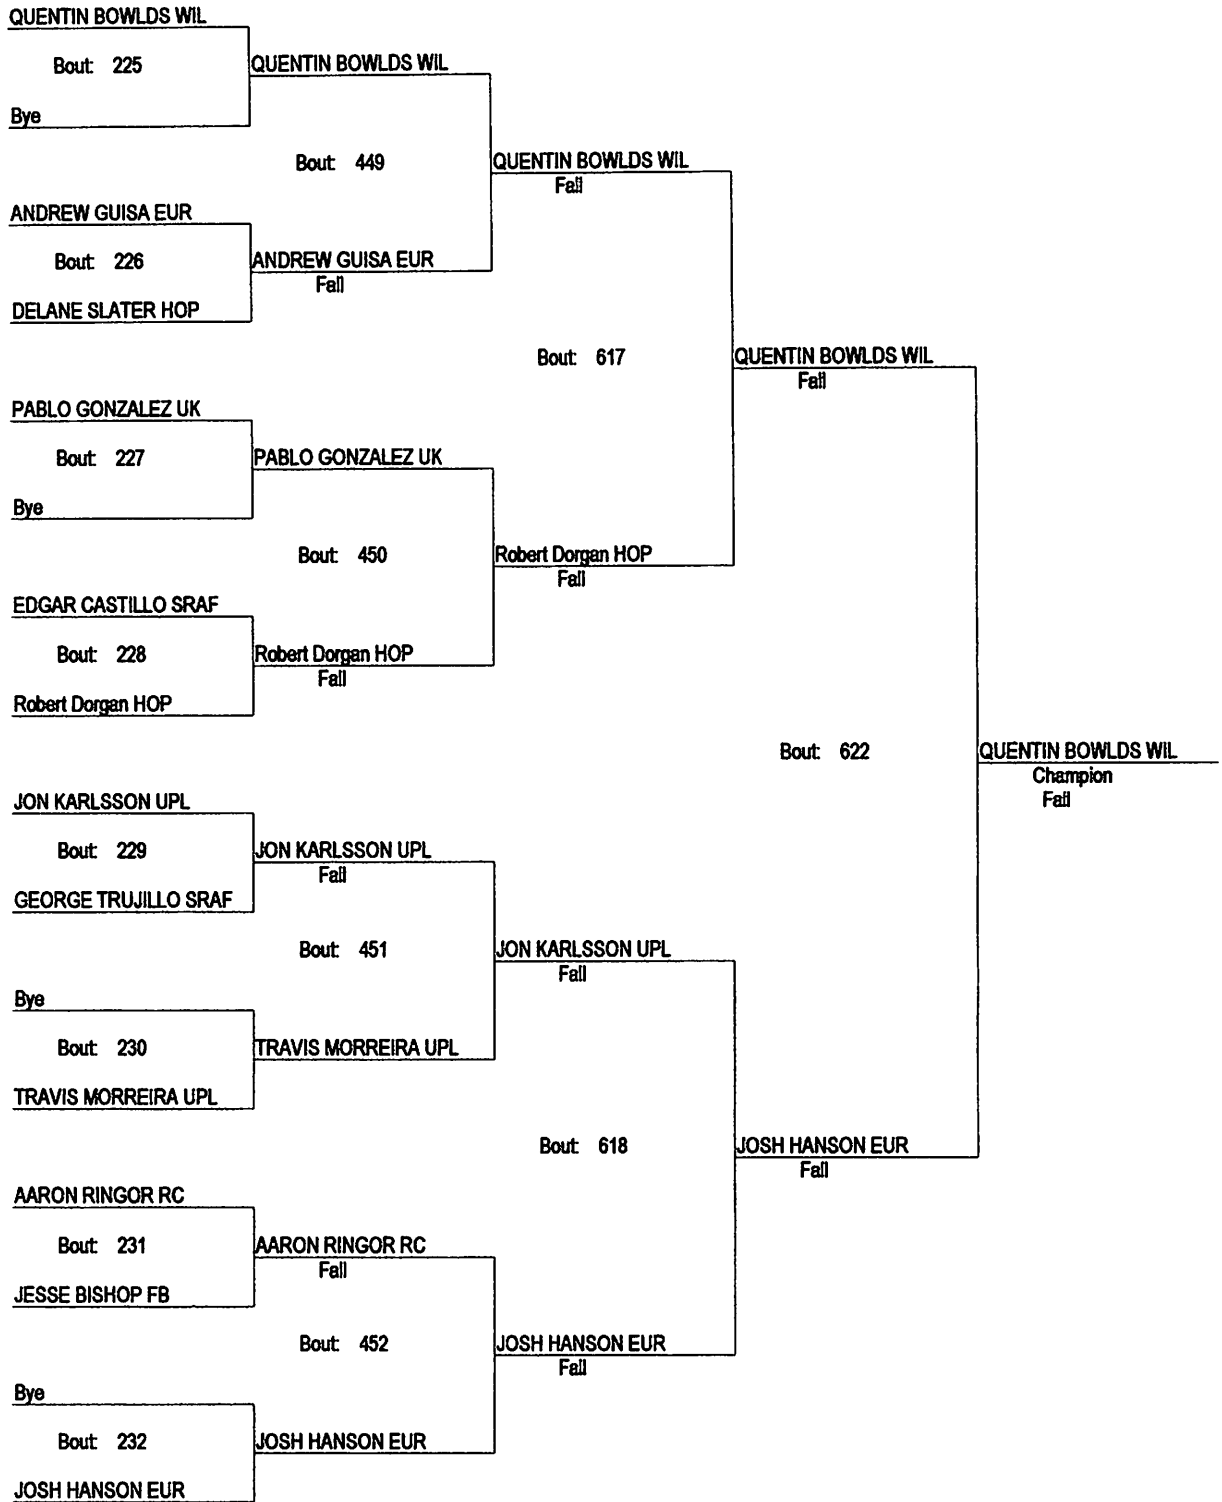 QUENTIN BOWLDS WIL
Bout: 225
QUENTIN BOWLDS WIL
Bye
Bout: 449
QUENTIN BOWLDS WIL
Fall
ANDREW GUISA EUR
Bout: 226
ANDREW GUISA EUR
Fall
DELANE SLATER HOP
Bout: 617
QUENTIN BOWLDS WIL
Fall
PABLO GONZALEZ UK
Bout: 227
PABLO GONZALEZ UK
Bye
Bout: 450
Robert Dorgan HOP
Fall
EDGAR CASTILLO SRAF
Bout: 228
Robert Dorgan HOP
Fall
Robert Dorgan HOP
Bout: 622
QUENTIN BOWLDS WIL
Champion
Fall
JON KARLSSON UPL
Bout: 229
JON KARLSSON UPL
Fall
GEORGE TRUJILLO SRAF
Bout: 451
JON KARLSSON UPL
Fall
Bye
Bout: 230
TRAVIS MORREIRA UPL
TRAVIS MORREIRA UPL
Bout: 618
JOSH HANSON EUR
Fall
AARON RINGOR RC
Bout: 231
AARON RINGOR RC
Fall
JESSE BISHOP FB
Bout: 452
JOSH HANSON EUR
Fall
Bye
Bout: 232
JOSH HANSON EUR
JOSH HANSON EUR